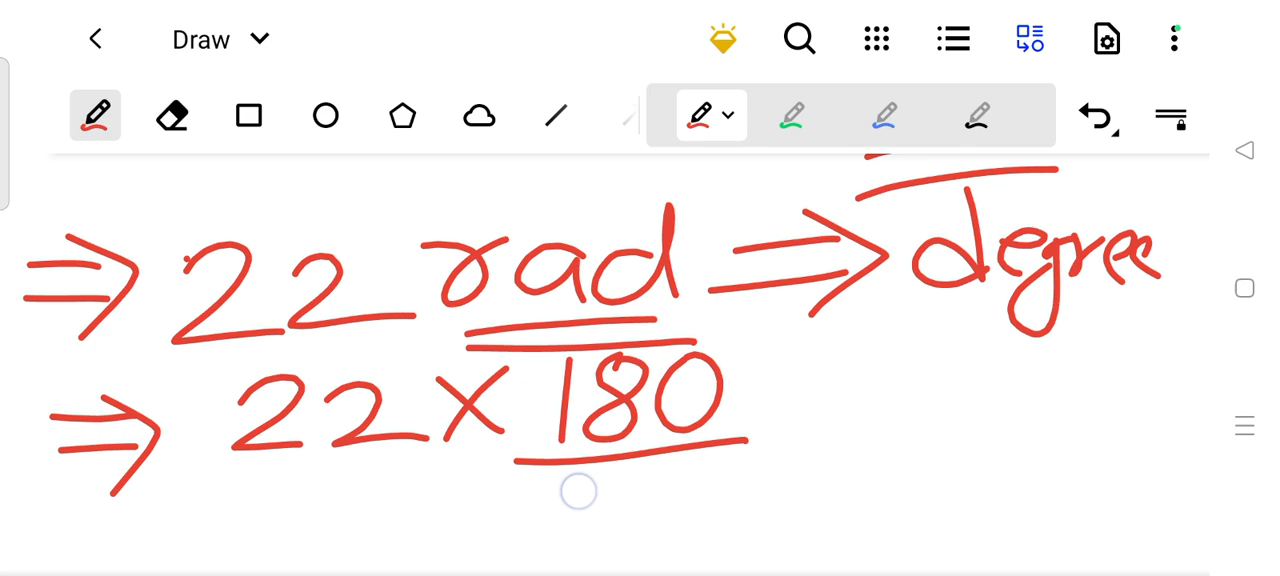 Draw
⇒ 22 rad ⇒ degree
⇒ 22 × 180